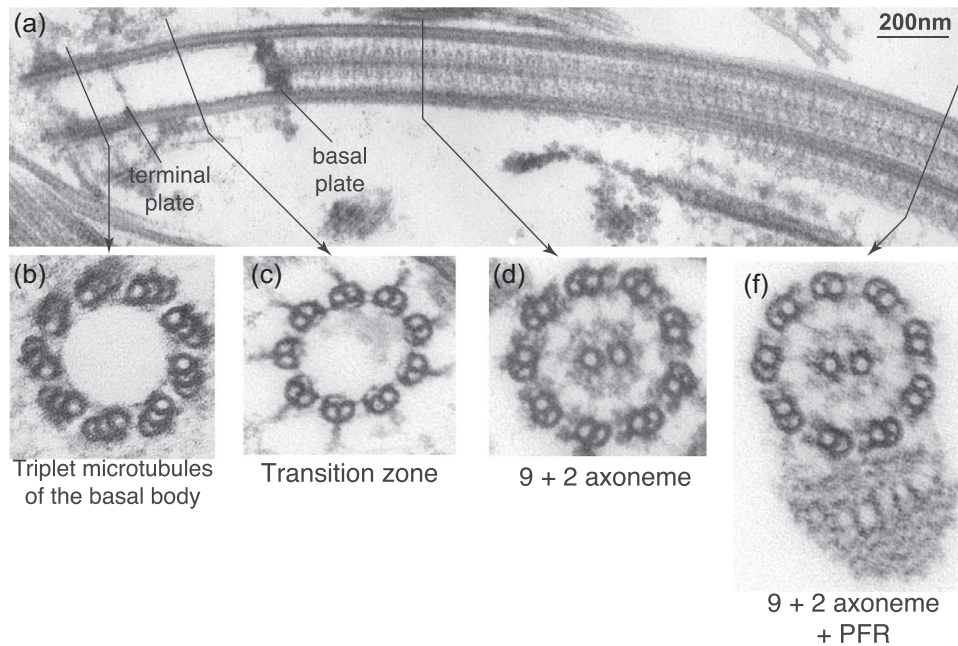 (a)
200nm
terminal
plate
basal
plate
(b)
(c)
(d)
(f)
Triplet microtubules
of the basal body
Transition zone
9 + 2 axoneme
9 + 2 axoneme
+ PFR